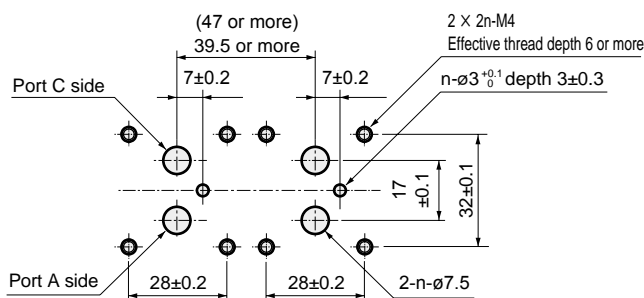 (47 or more)
39.5 or more
2 × 2n-M4
Effective thread depth 6 or more
7±0.2
7±0.2
n-ø3 +0.1 0 depth 3±0.3
Port C side
17
±0.1
32±0.1
Port A side
28±0.2
28±0.2
2-n-ø7.5